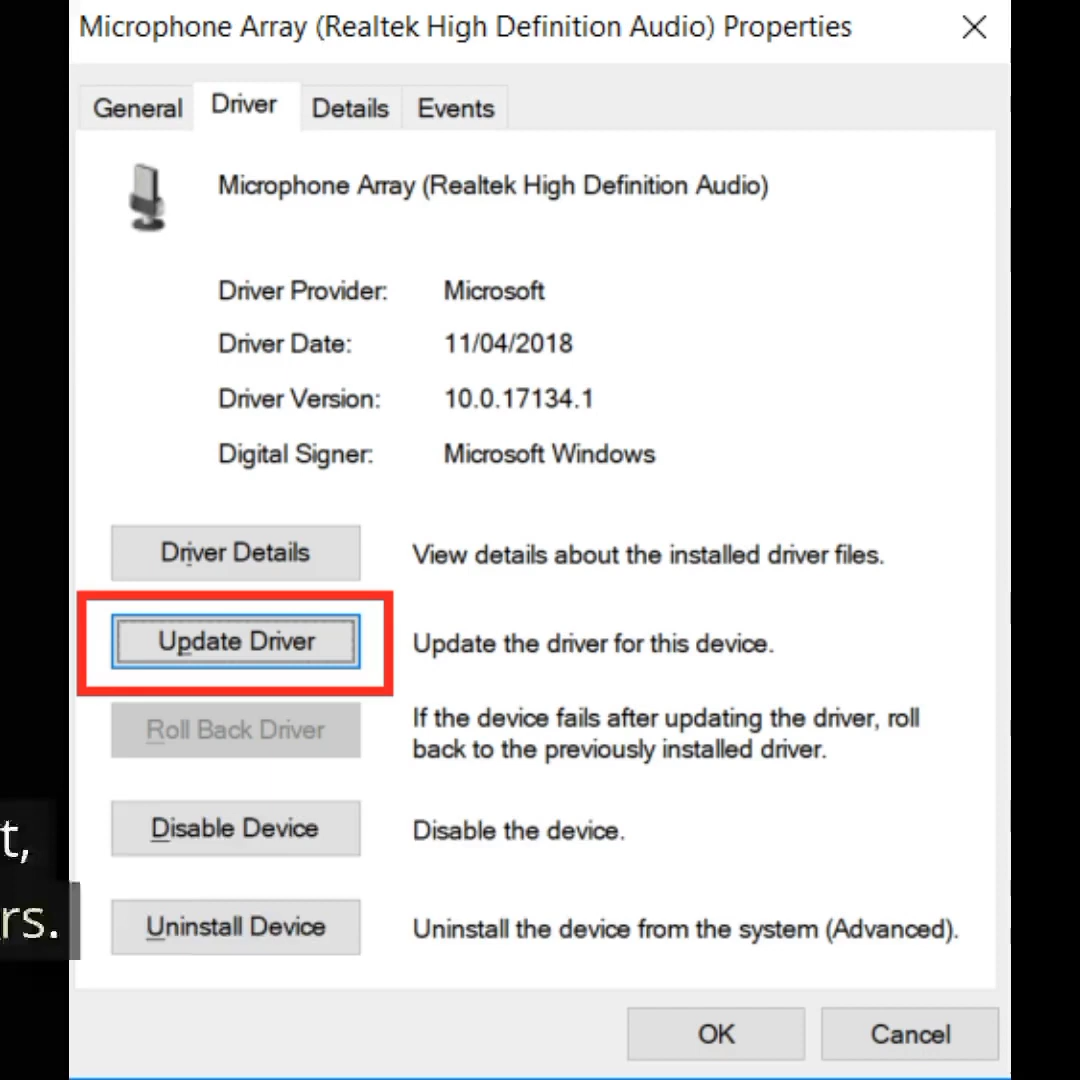 Microphone Array (Realtek High Definition Audio) Properties
General Driver Details Events
Microphone Array (Realtek High Definition Audio)
Driver Provider: Microsoft
Driver Date: 11/04/2018
Driver Version: 10.0.17134.1
Digital Signer: Microsoft Windows
Driver Details View details about the installed driver files.
Update Driver Update the driver for this device.
Roll Back Driver If the device fails after updating the driver, roll
back to the previously installed driver.
t,
Disable Device Disable the device.
rs.
Uninstall Device Uninstall the device from the system (Advanced).
OK Cancel